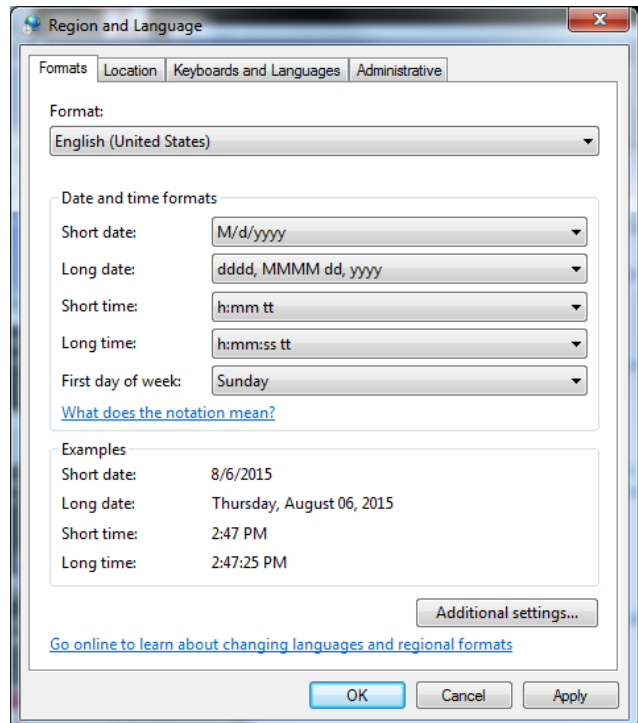 Region and Language
Formats Location Keyboards and Languages Administrative
Format:
English (United States)
Date and time formats
Short date: M/d/yyyy
Long date: dddd, MMMM dd, yyyy
Short time: h:mm tt
Long time: h:mm:ss tt
First day of week: Sunday
What does the notation mean?
Examples
Short date: 8/6/2015
Long date: Thursday, August 06, 2015
Short time: 2:47 PM
Long time: 2:47:25 PM
Additional settings...
Go online to learn about changing languages and regional formats
OK Cancel Apply